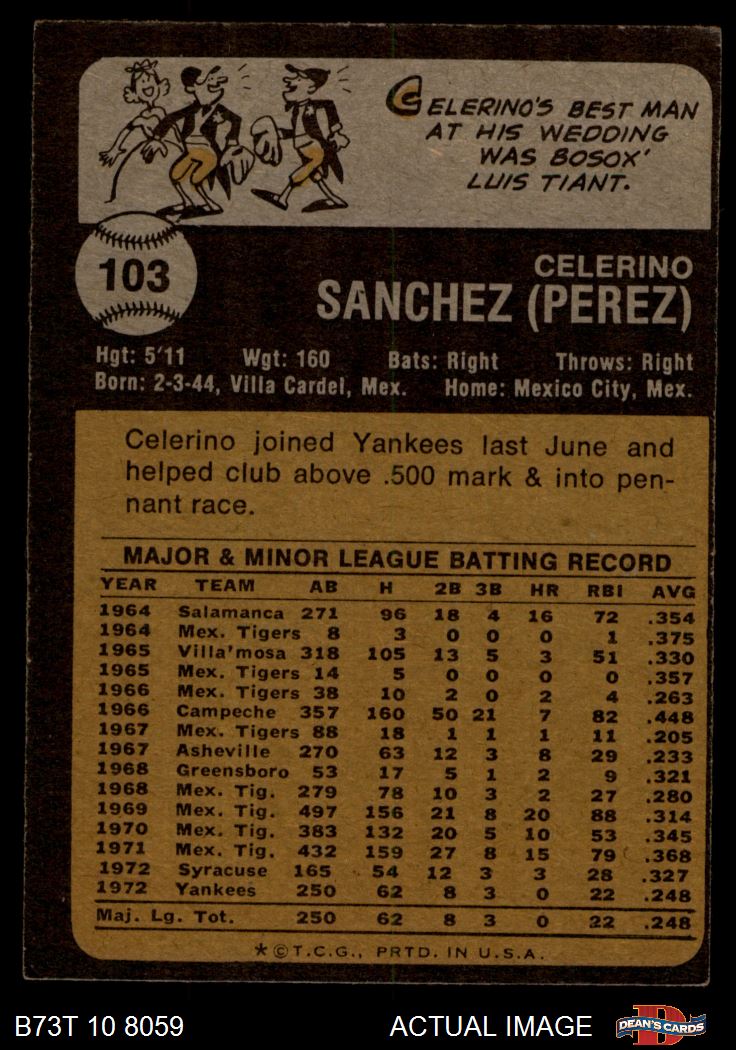 CELERINO'S BEST MAN
AT HIS WEDDING
WAS BOSOX'
LUIS TIANT.
103
CELERINO
SANCHEZ (PEREZ)
Hgt: 5'11 Wgt: 160 Bats: Right Throws: Right
Born: 2-3-44, Villa Cardel, Mex. Home: Mexico City, Mex.
Celerino joined Yankees last June and
helped club above .500 mark & into pen-
nant race.
MAJOR & MINOR LEAGUE BATTING RECORD
YEAR TEAM AB H 2B 3B HR RBI AVG
1964 Salamanca 271 96 18 4 16 72 .354
1964 Mex. Tigers 8 3 0 0 0 1 .375
1965 Villa'mosa 318 105 13 5 3 51 .330
1965 Mex. Tigers 14 5 0 0 0 0 .357
1966 Mex. Tigers 38 10 2 0 2 4 .263
1966 Campeche 357 160 50 21 7 82 .448
1967 Mex. Tigers 88 18 1 1 1 11 .205
1967 Asheville 270 63 12 3 8 29 .233
1968 Greensboro 53 17 5 1 2 9 .321
1968 Mex. Tig. 279 78 10 3 2 27 .280
1969 Mex. Tig. 497 156 21 8 20 88 .314
1970 Mex. Tig. 383 132 20 5 10 53 .345
1971 Mex. Tig. 432 159 27 8 15 79 .368
1972 Syracuse 165 54 12 3 3 28 .327
1972 Yankees 250 62 8 3 0 22 .248
Maj. Lg. Tot. 250 62 8 3 0 22 .248
*©T.C.G., PRTD. IN U.S.A.
B73T 10 8059 ACTUAL IMAGE DEAN'S CARDS